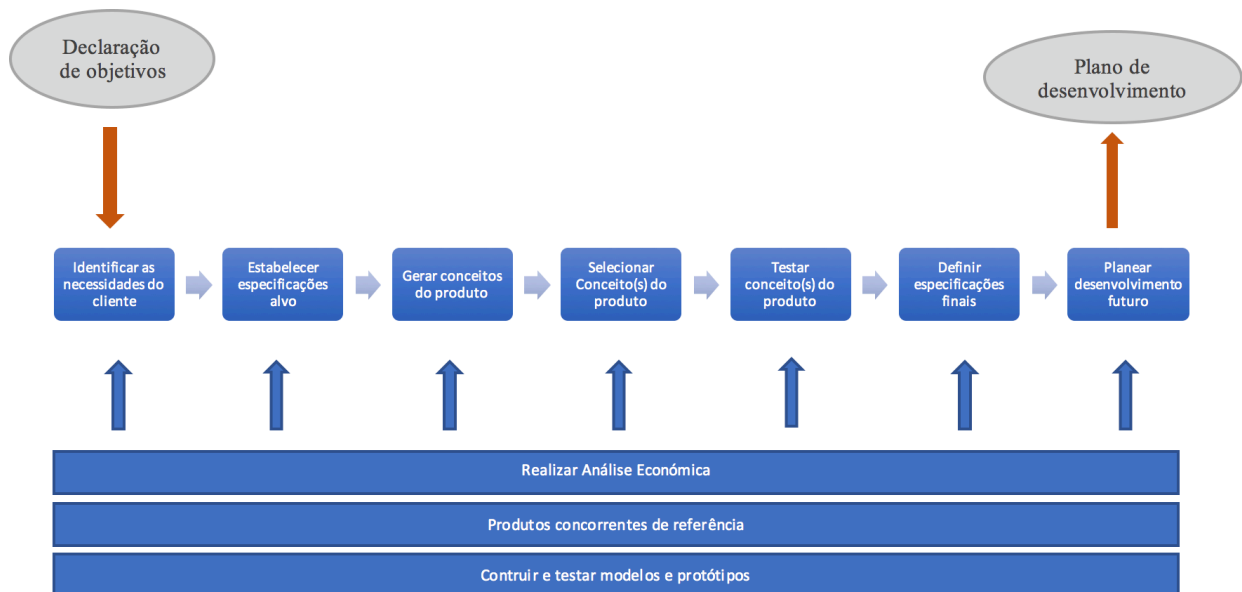 Declaração
de objetivos
Plano de
desenvolvimento
Identificar as
necessidades do
cliente
Estabelecer
especificações
alvo
Gerar conceitos
do produto
Selecionar
Conceito(s) do
produto
Testar
conceito(s) do
produto
Definir
especificações
finais
Planear
desenvolvimento
futuro
Realizar Análise Económica
Produtos concorrentes de referência
Contruir e testar modelos e protótipos